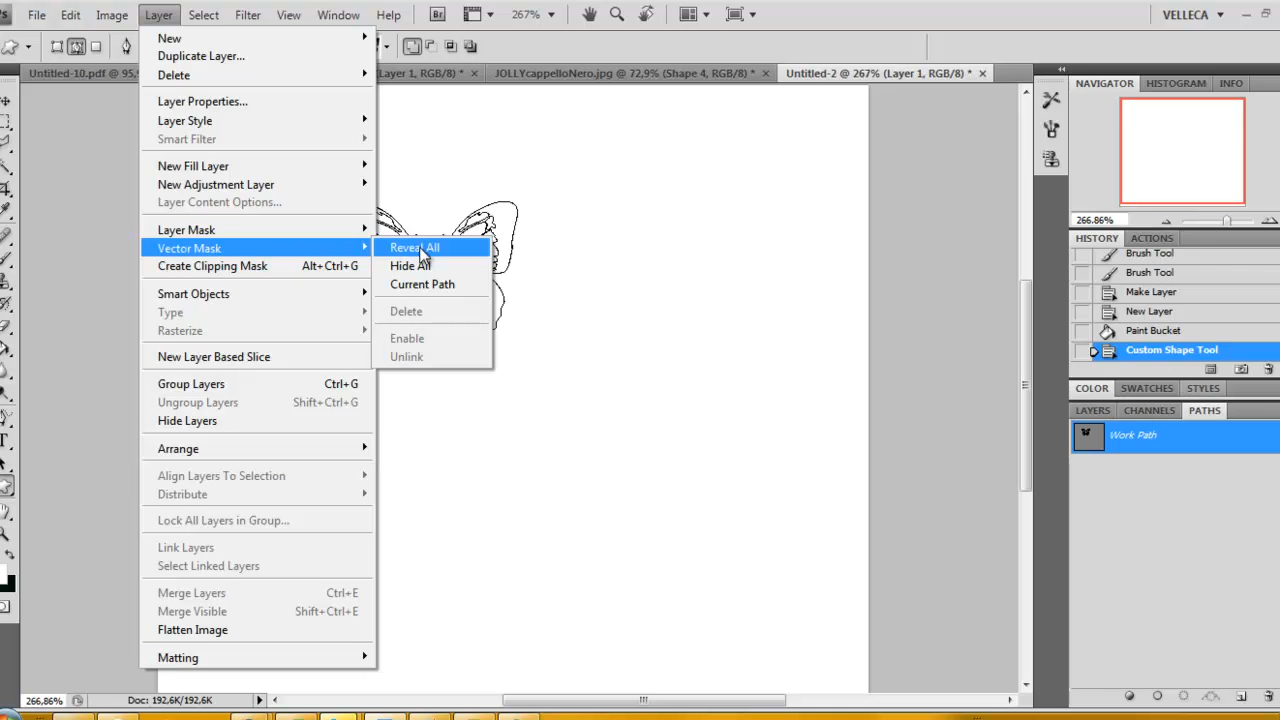 File Edit Image Layer Select Filter View Window Help Br 267% VELLECA
Untitled-10.pdf @ 95,9 Layer 1, RGB/8) * JOLLYcappelloNero.jpg @ 72,9% (Shape 4, RGB/8) * Untitled-2 @ 267% (Layer 1, RGB/8) *
New
Duplicate Layer...
Delete
Layer Properties...
Layer Style
Smart Filter
New Fill Layer
New Adjustment Layer
Layer Content Options...
Layer Mask
Vector Mask
Create Clipping Mask Alt+Ctrl+G
Smart Objects
Type
Rasterize
New Layer Based Slice
Group Layers Ctrl+G
Ungroup Layers Shift+Ctrl+G
Hide Layers
Arrange
Align Layers To Selection
Distribute
Lock All Layers in Group...
Link Layers
Select Linked Layers
Merge Layers Ctrl+E
Merge Visible Shift+Ctrl+E
Flatten Image
Matting
Reveal All
Hide All
Current Path
Delete
Enable
Unlink
NAVIGATOR HISTOGRAM INFO
266.86%
HISTORY ACTIONS
Brush Tool
Brush Tool
Make Layer
New Layer
Paint Bucket
Custom Shape Tool
COLOR SWATCHES STYLES
LAYERS CHANNELS PATHS
Work Path
266,86% Doc: 192,6K/192,6K